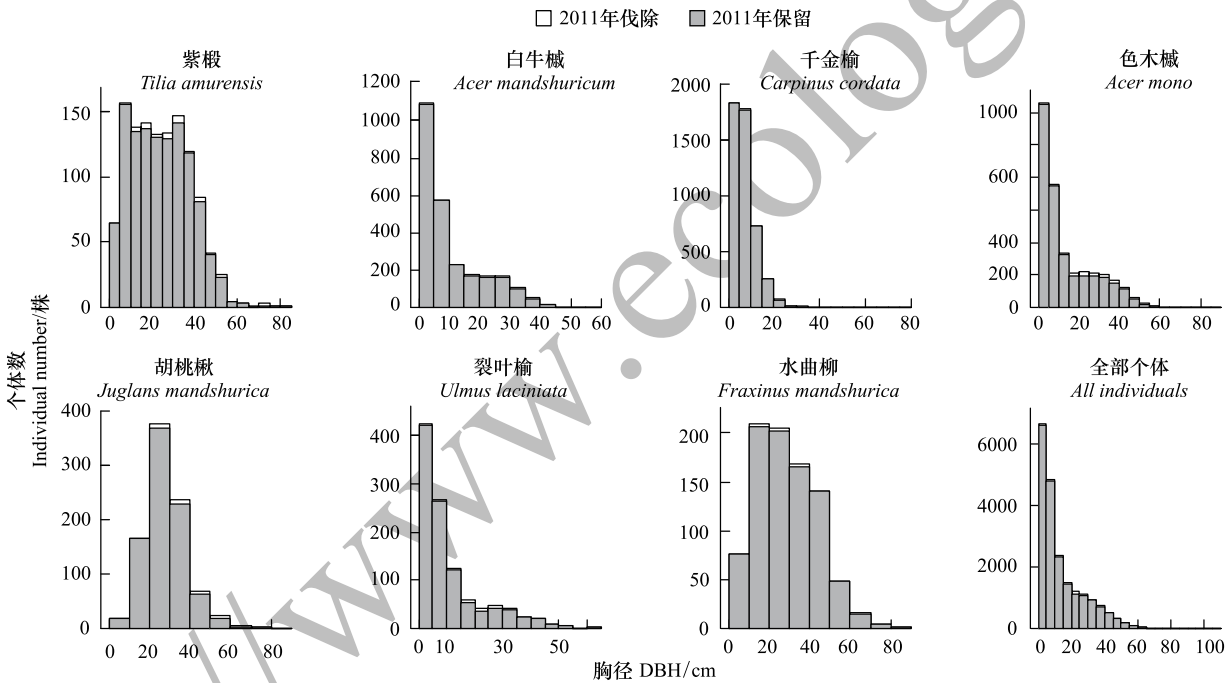 2011年伐除 2011年保留
紫椴
Tilia amurensis
150
100
50
0
0 20 40 60 80
白牛槭
Acer mandshuricum
1200
1000
800
600
400
200
0
0 10 20 30 50 60
千金榆
Carpinus cordata
2000
1500
1000
500
0
0 20 40 60 80
色木槭
Acer mono
1000
600
400
200
0
0 20 40 60 80
个体数
Individual number/株
胡桃楸
Juglans mandshurica
400
300
200
100
0
0 20 40 60 80
裂叶榆
Ulmus laciniata
400
300
200
100
0
0 10 30 50
水曲柳
Fraxinus mandshurica
200
150
100
50
0
0 20 40 60 80
全部个体
All individuals
6000
4000
2000
0
0 20 40 60 80 100
胸径 DBH/cm
//www.ecolog